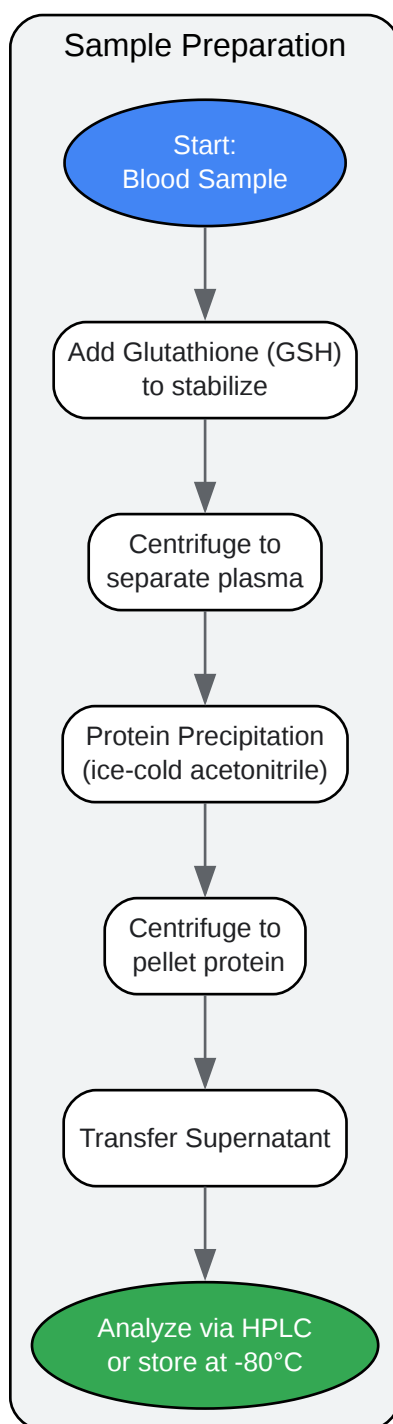 Sample Preparation
Start:
Blood Sample
Add Glutathione (GSH)
to stabilize
Centrifuge to
separate plasma
Protein Precipitation
(ice-cold acetonitrile)
Centrifuge to
pellet protein
Transfer Supernatant
Analyze via HPLC
or store at -80°C